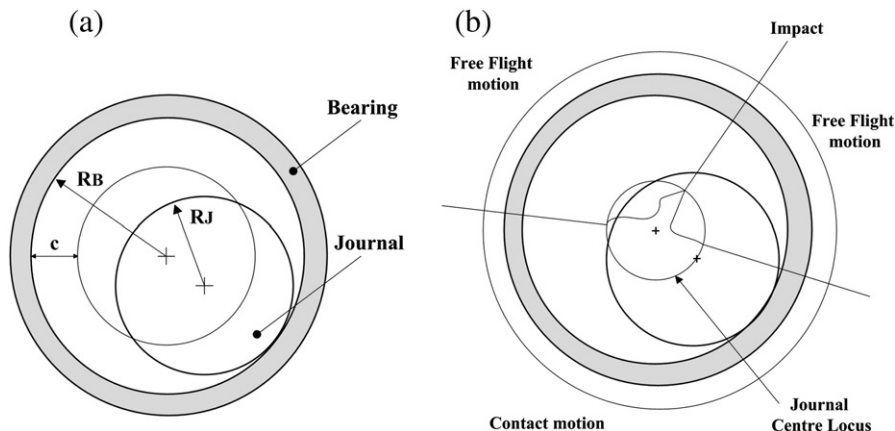 (a)
Bearing
RB
RJ
c
Journal
(b)
Impact
Free Flight
motion
Free Flight
motion
Contact motion
Journal
Centre Locus